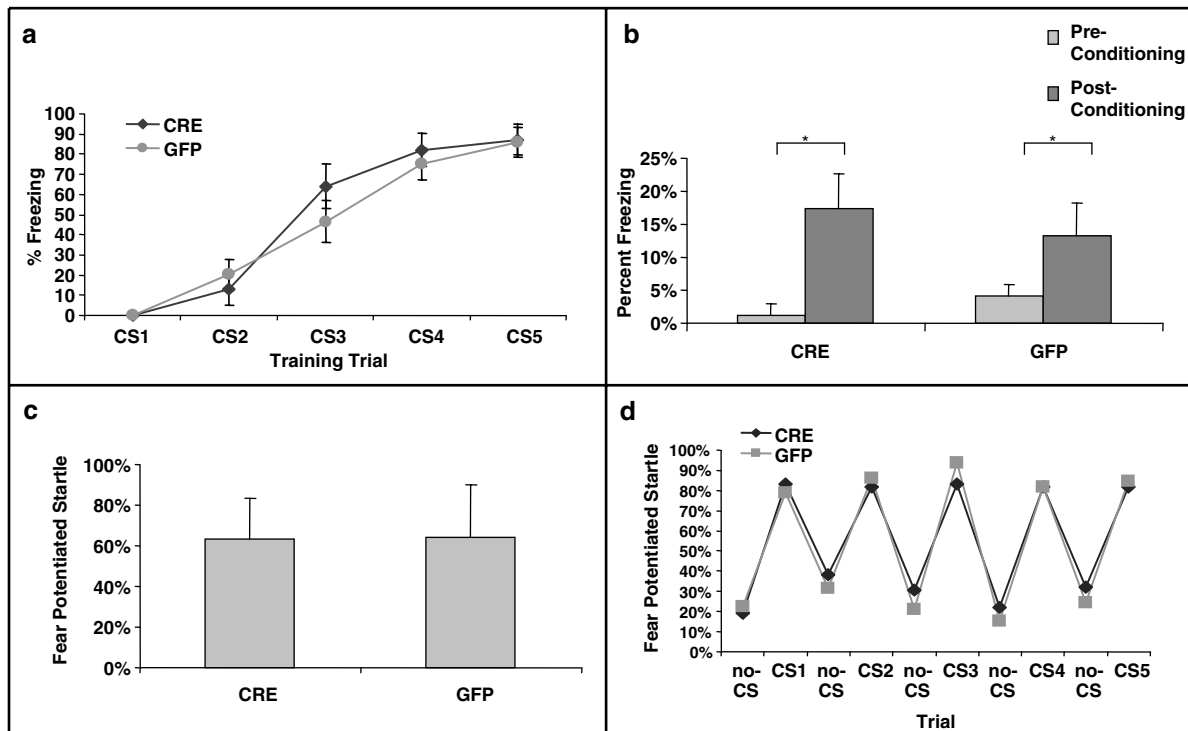 a
100
90
80
70
60
50
40
30
20
10
0
% Freezing
CRE
GFP
CS1 CS2 CS3 CS4 CS5
Training Trial
b
Pre-
Conditioning
Post-
Conditioning
* *
25%
20%
15%
10%
5%
0%
Percent Freezing
CRE GFP
c
100%
80%
60%
40%
20%
0%
Fear Potentiated Startle
CRE GFP
d
CRE
GFP
100%
90%
80%
70%
60%
50%
40%
30%
20%
10%
0%
Fear Potentiated Startle
no- CS1 no- CS2 no- CS3 no- CS4 no- CS5
CS CS CS CS CS
Trial